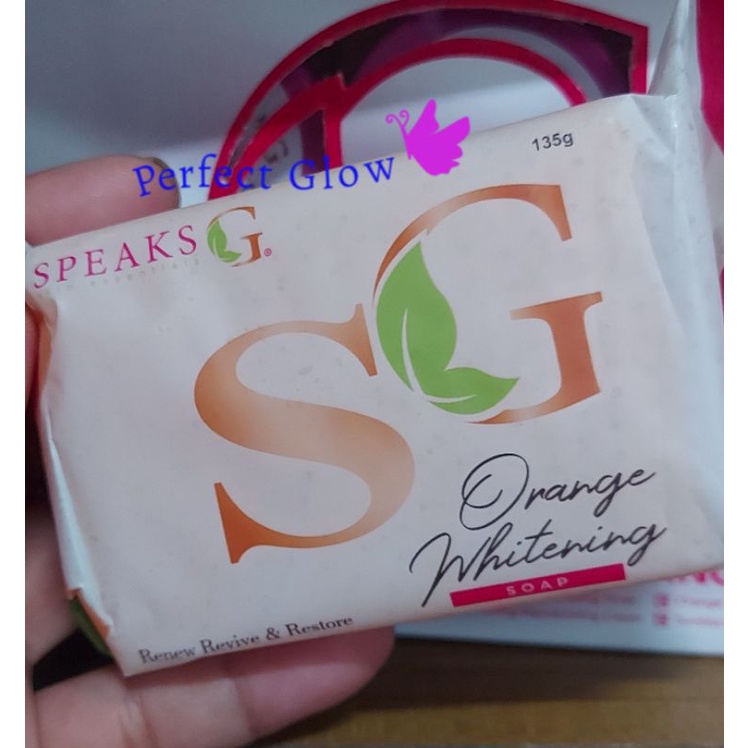 135g
Perfect Glow
SPEAKS G®
SG
Orange
Whitening
SOAP
Renew Revive & Restore